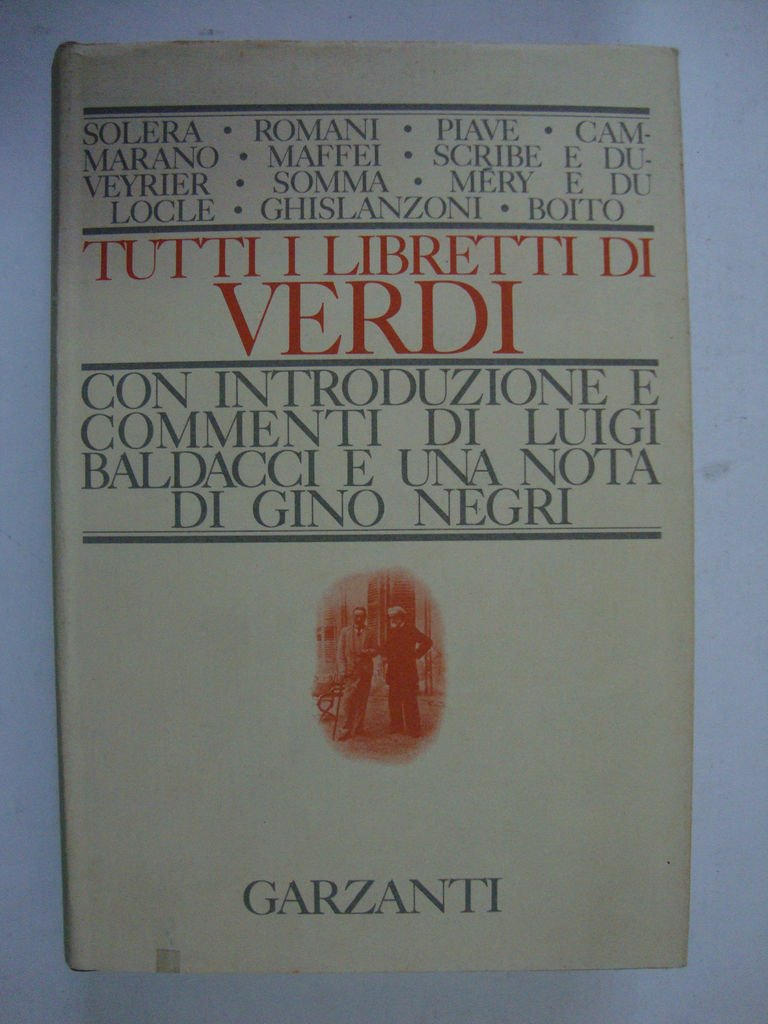 SOLERA • ROMANI • PIAVE • CAM-
MARANO • MAFFEI • SCRIBE E DU-
VEYRIER • SOMMA • MÉRY E DU
LOCLE • GHISLANZONI • BOITO
TUTTI I LIBRETTI DI
VERDI
CON INTRODUZIONE E
COMMENTI DI LUIGI
BALDACCI E UNA NOTA
DI GINO NEGRI
GARZANTI